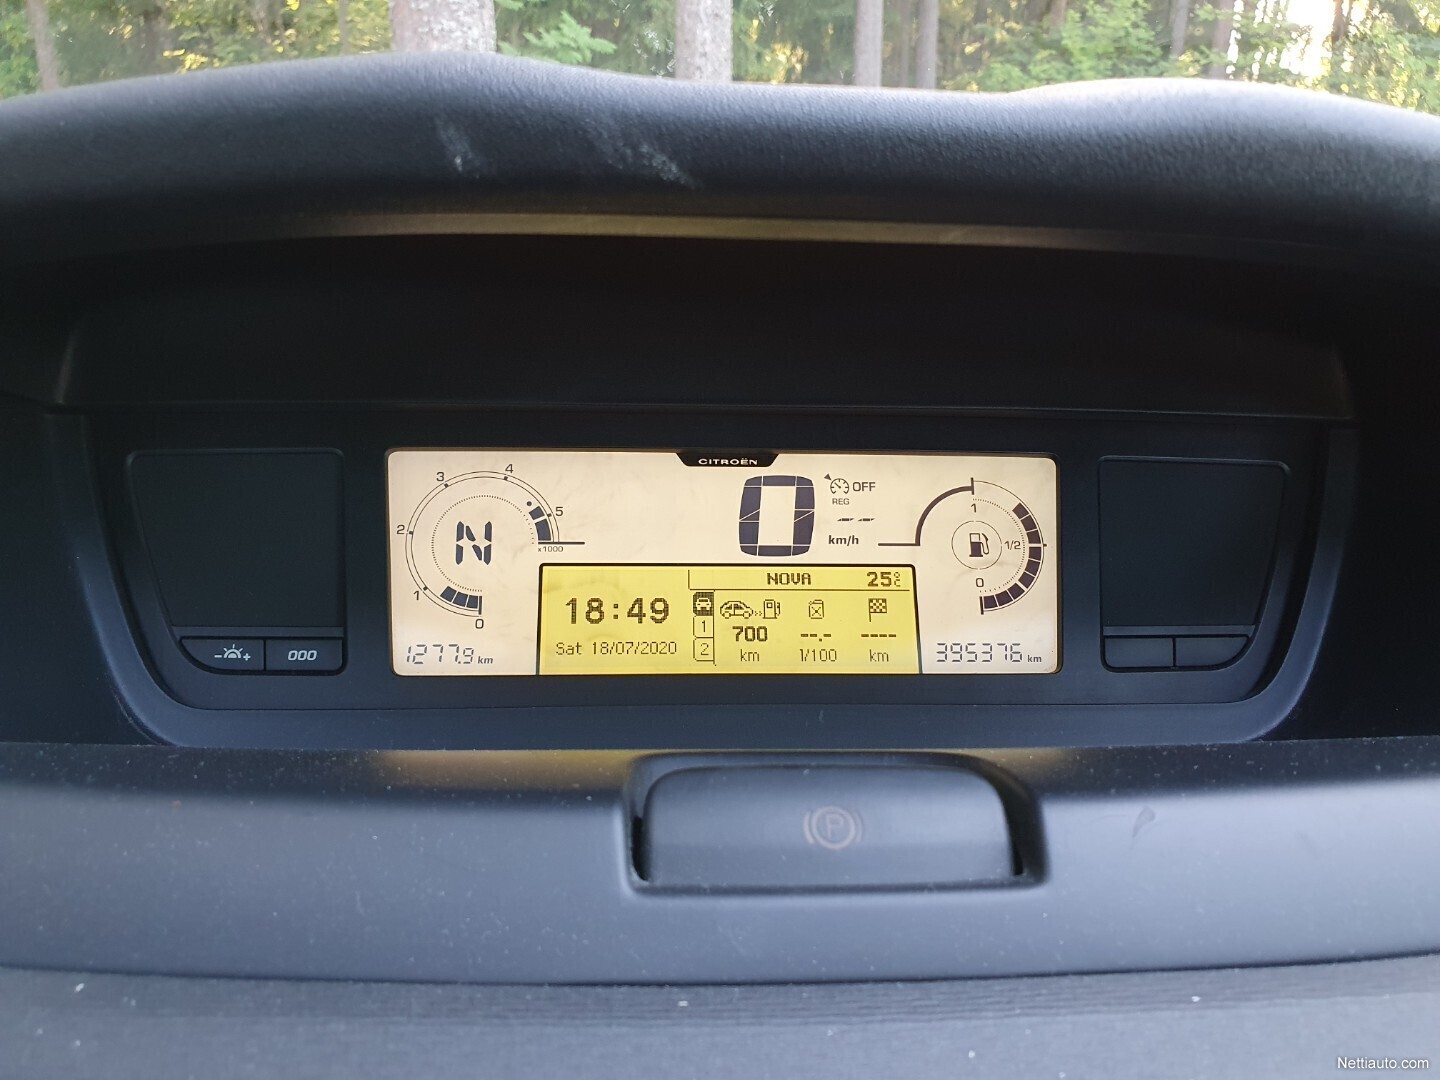 CITROËN
0 1 2 3 4 5 x1000
N
0 km/h
REG OFF
-- --
1 1/2 0
NOVA 25°C
18:49
Sat 18/07/2020
1
2
700 --.- ----
km 1/100 km
1277.9 km
395376 km
- +
000
P
Nettiauto.com